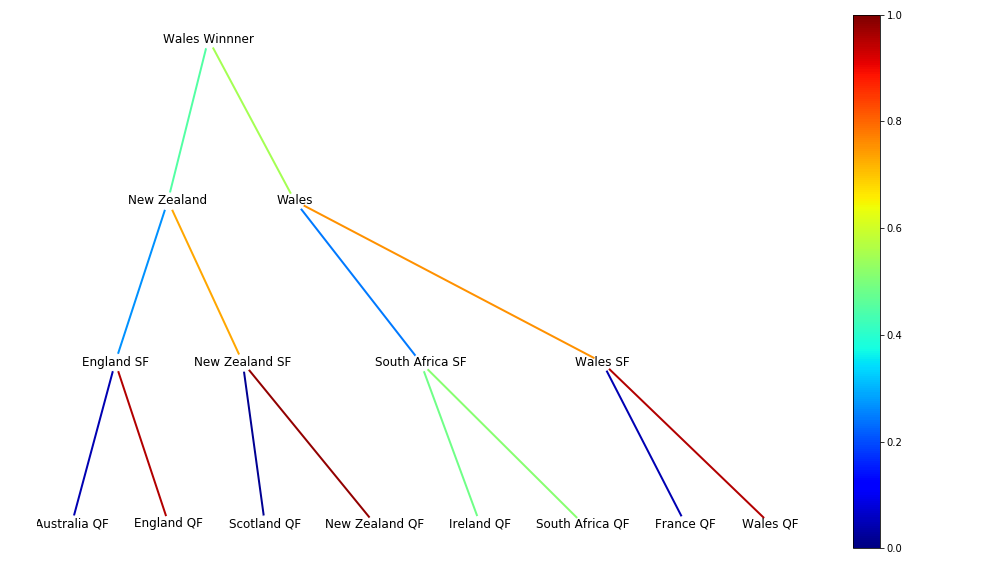 Wales Winnner
New Zealand
Wales
England SF
New Zealand SF
South Africa SF
Wales SF
Australia QF
England QF
Scotland QF
New Zealand QF
Ireland QF
South Africa QF
France QF
Wales QF
1.0
0.8
0.6
0.4
0.2
0.0